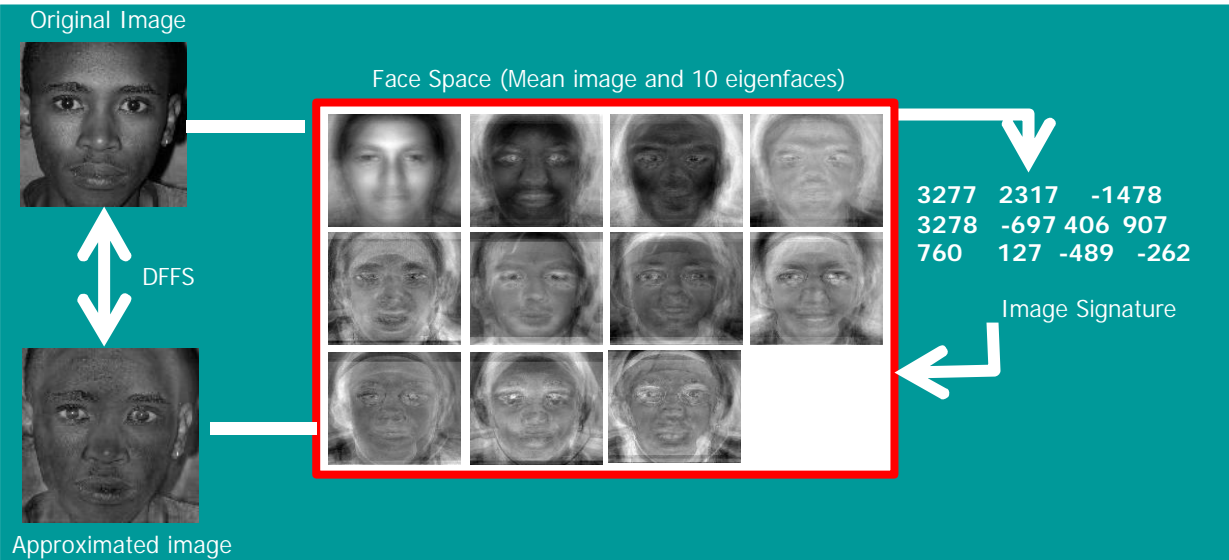 Original Image
Face Space (Mean image and 10 eigenfaces)
3277 2317 -1478
3278 -697 406 907
760 127 -489 -262
DFFS
Image Signature
Approximated image